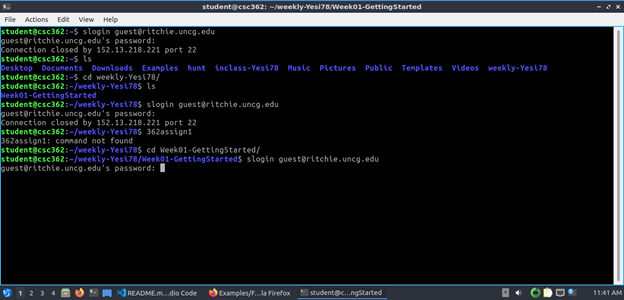 student@csc362: ~/weekly-Yesi78/Week01-GettingStarted
File Actions Edit View Help
student@csc362:~$ slogin guest@ritchie.uncg.edu
guest@ritchie.uncg.edu's password:
Connection closed by 152.13.218.221 port 22
student@csc362:~$ ls
Desktop Documents Downloads Examples hunt inclass-Yesi78 Music Pictures Public Templates Videos weekly-Yesi78
student@csc362:~$ cd weekly-Yesi78/
student@csc362:~/weekly-Yesi78$ ls
Week01-GettingStarted
student@csc362:~/weekly-Yesi78$ slogin guest@ritchie.uncg.edu
guest@ritchie.uncg.edu's password:
Connection closed by 152.13.218.221 port 22
student@csc362:~/weekly-Yesi78$ 362assign1
362assign1: command not found
student@csc362:~/weekly-Yesi78$ cd Week01-GettingStarted/
student@csc362:~/weekly-Yesi78/Week01-GettingStarted$ slogin guest@ritchie.uncg.edu
guest@ritchie.uncg.edu's password:
1 2 3 4 README.m...dio Code Examples/F...la Firefox student@c...ngStarted 11:41 AM